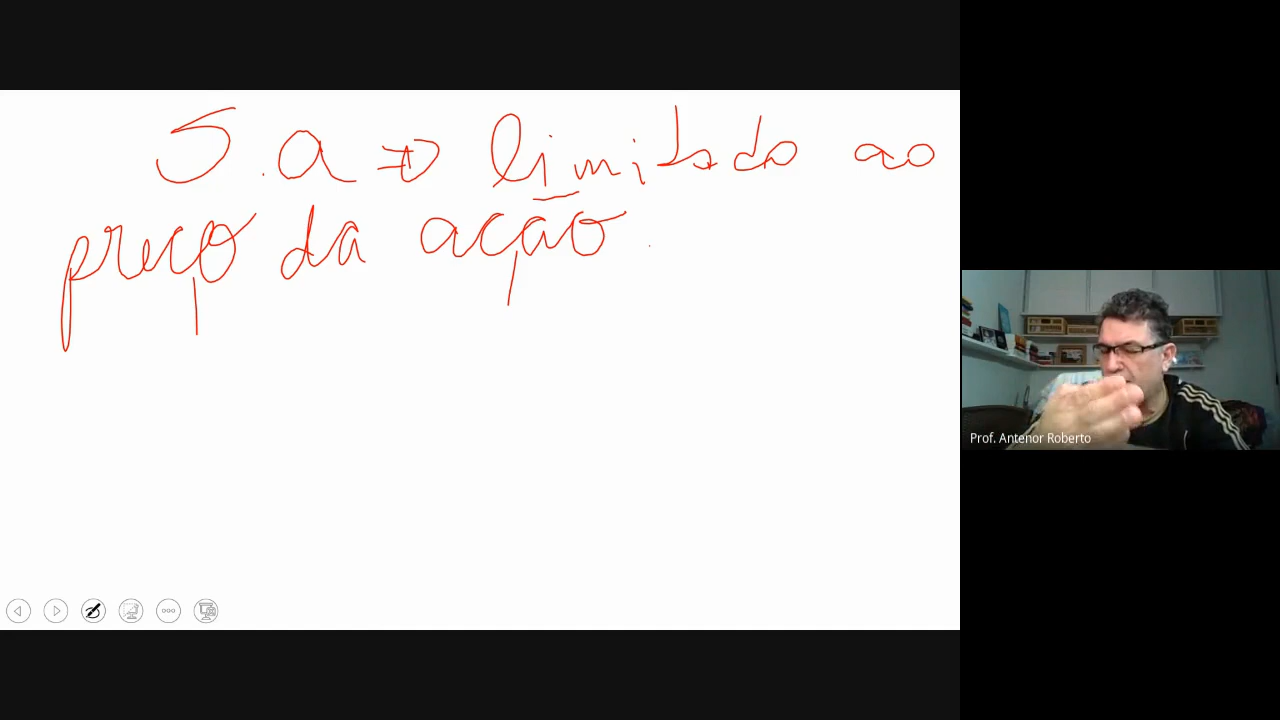 S.a => limitado ao
preço da ação.
Prof. Antenor Roberto